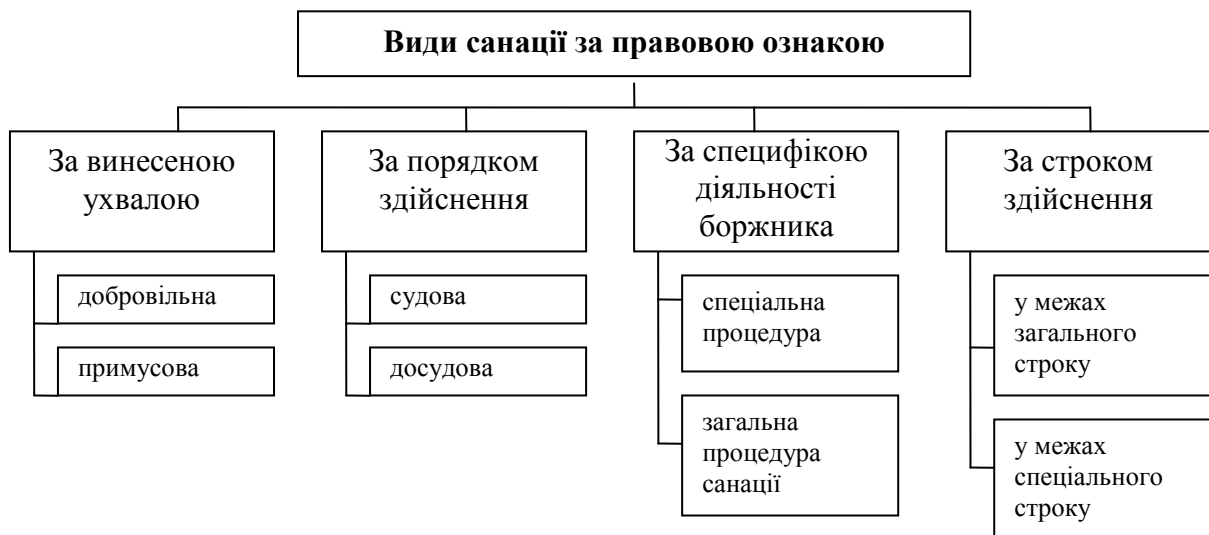 Види санації за правовою ознакою
За винесеною
ухвалою
добровільна
примусова
За порядком
здійснення
судова
досудова
За специфікою
діяльності
боржника
спеціальна
процедура
загальна
процедура
санації
За строком
здійснення
у межах
загального
строку
у межах
спеціального
строку